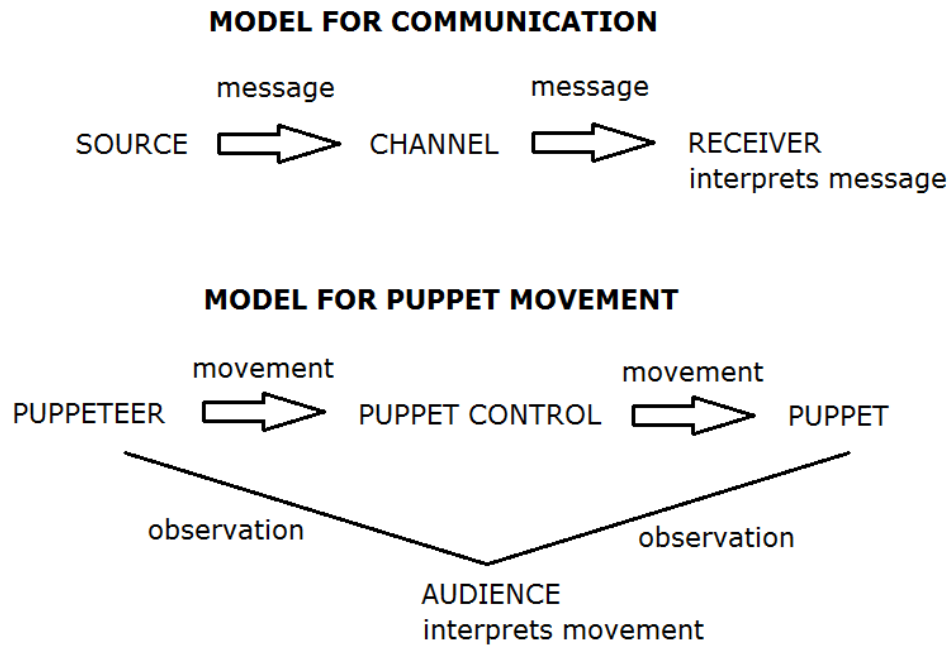 MODEL FOR COMMUNICATION
message
message
SOURCE
CHANNEL
RECEIVER
interprets message
MODEL FOR PUPPET MOVEMENT
movement
movement
PUPPETEER
PUPPET CONTROL
PUPPET
observation
observation
AUDIENCE
interprets movement